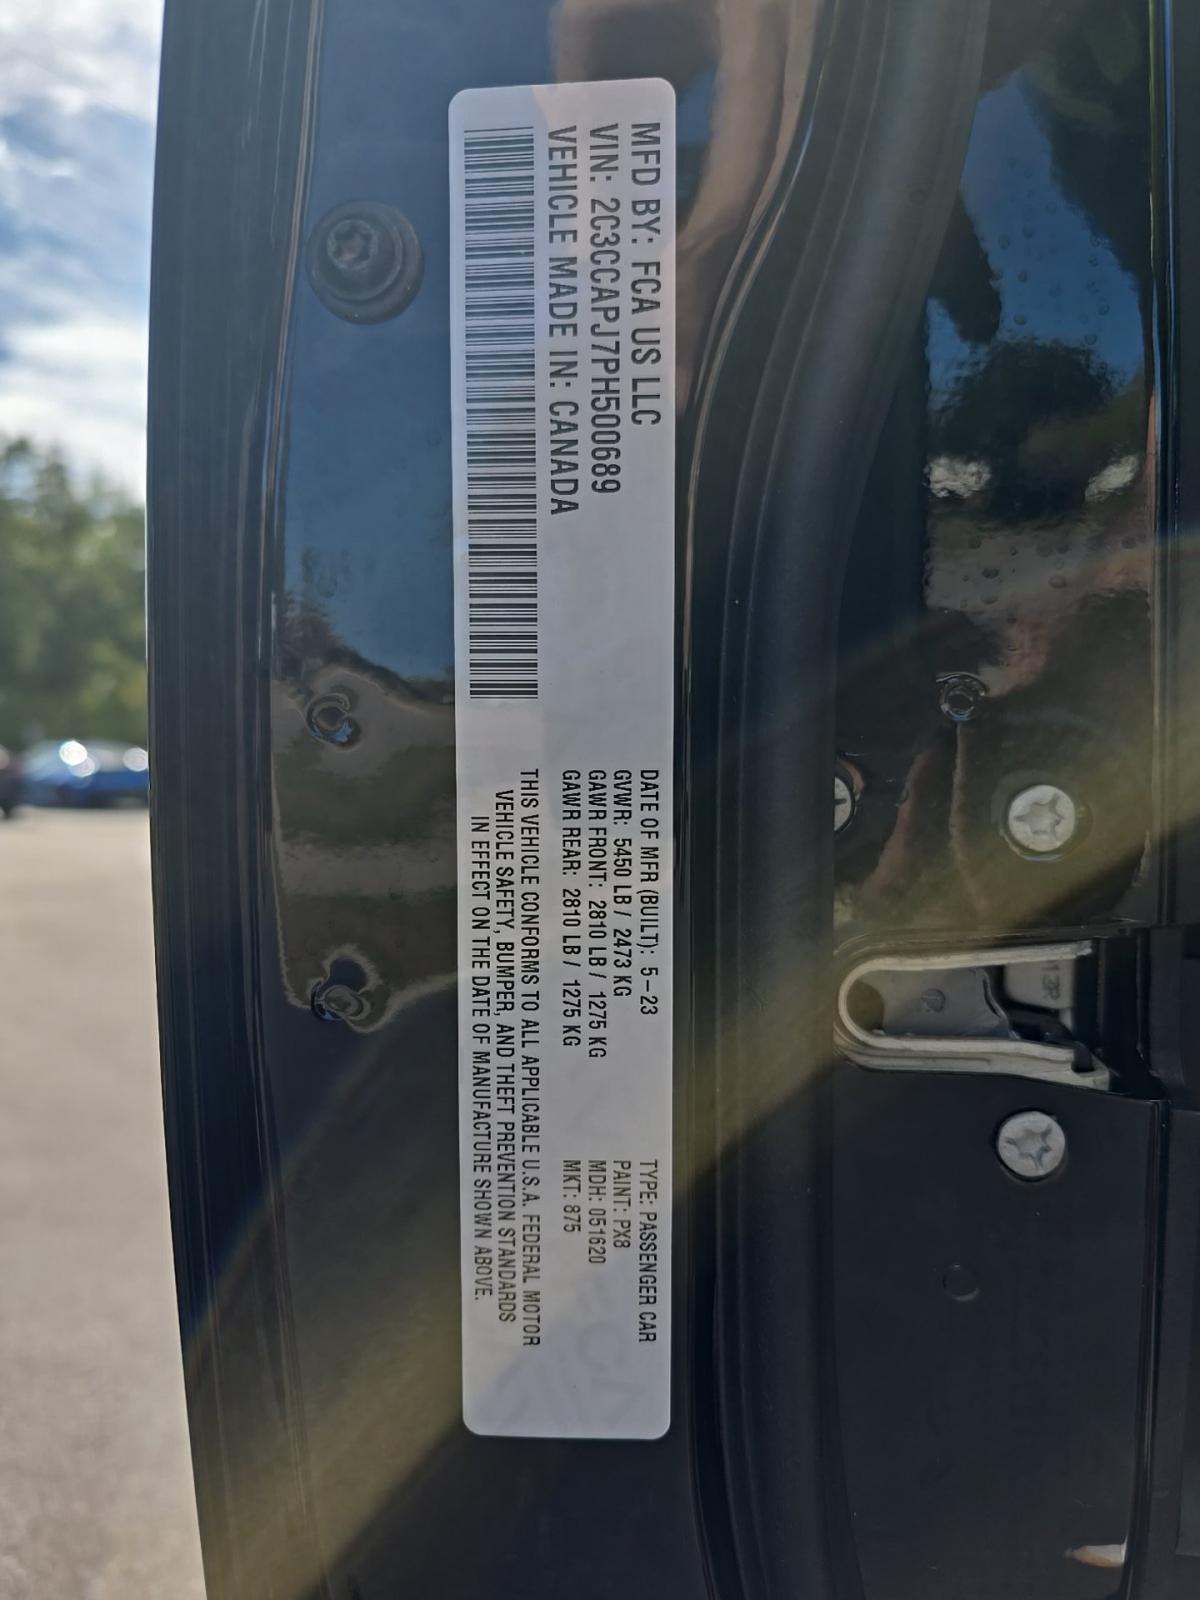 MFD BY: FCA US LLC
VIN: 2C3CCAPJ7PH500689
VEHICLE MADE IN: CANADA
DATE OF MFR (BUILT): 5-23
GVWR: 5450 LB / 2473 KG
GAWR FRONT: 2810 LB / 1275 KG
GAWR REAR: 2810 LB / 1275 KG
TYPE: PASSENGER CAR
PAINT: PX8
MDH: 051620
MKT: 875
THIS VEHICLE CONFORMS TO ALL APPLICABLE U.S.A. FEDERAL MOTOR
VEHICLE SAFETY, BUMPER, AND THEFT PREVENTION STANDARDS
IN EFFECT ON THE DATE OF MANUFACTURE SHOWN ABOVE.